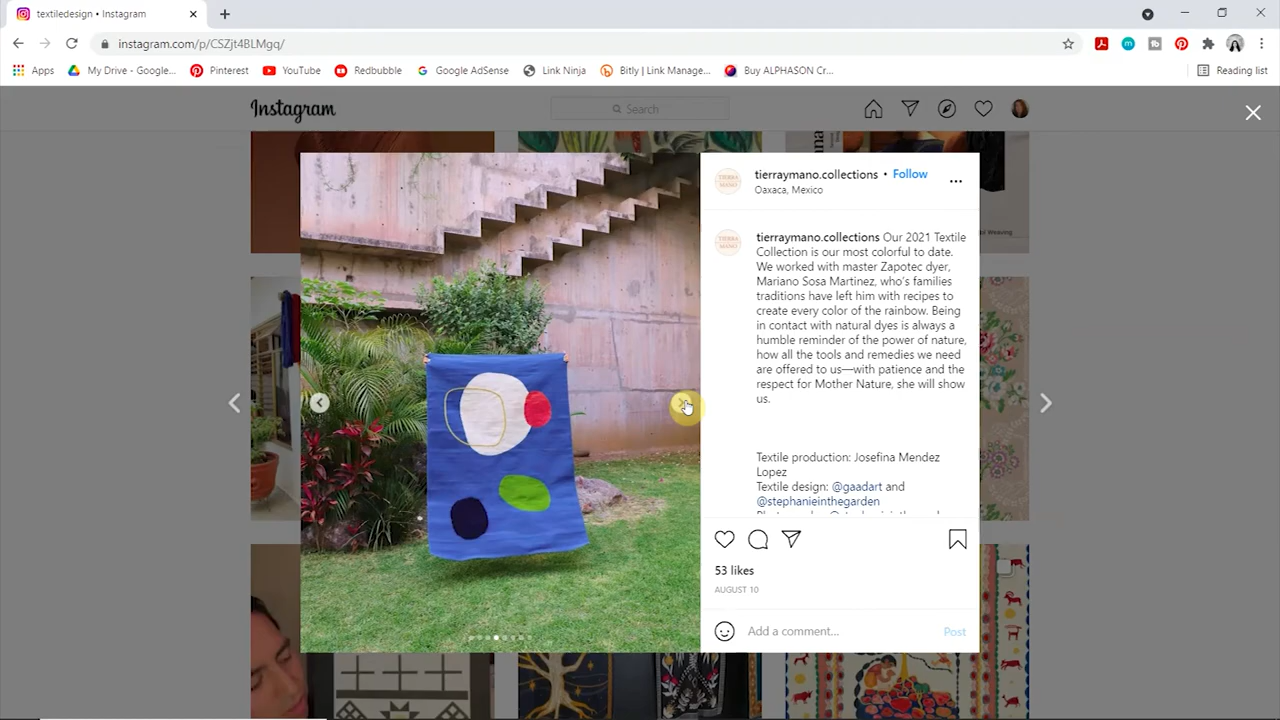 textiledesign • Instagram
instagram.com/p/CSZjt4BLMgq/
Apps
My Drive - Google...
Pinterest
YouTube
Redbubble
Google AdSense
Link Ninja
Bitly | Link Manage...
Buy ALPHASON Cr...
Reading list
Instagram
Search
TIERRA
MANO
tierraymano.collections • Follow
Oaxaca, Mexico
TIERRA
MANO
tierraymano.collections Our 2021 Textile
Collection is our most colorful to date.
We worked with master Zapotec dyer,
Mariano Sosa Martinez, who's families
traditions have left him with recipes to
create every color of the rainbow. Being
in contact with natural dyes is always a
humble reminder of the power of nature,
how all the tools and remedies we need
are offered to us—with patience and the
respect for Mother Nature, she will show
us.
Textile production: Josefina Mendez
Lopez
Textile design: @gaadart and
@stephanieinthegarden
53 likes
AUGUST 10
Add a comment...
Post